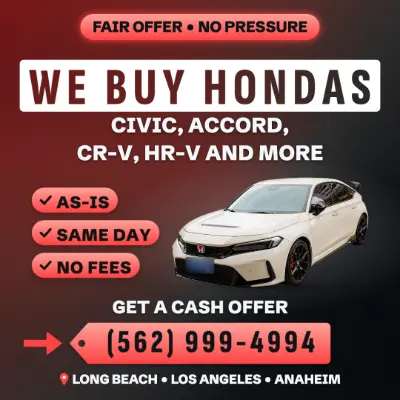 FAIR OFFER • NO PRESSURE
WE BUY HONDAS
CIVIC, ACCORD,
CR-V, HR-V AND MORE
AS-IS
SAME DAY
NO FEES
GET A CASH OFFER
(562) 999-4994
LONG BEACH • LOS ANGELES • ANAHEIM